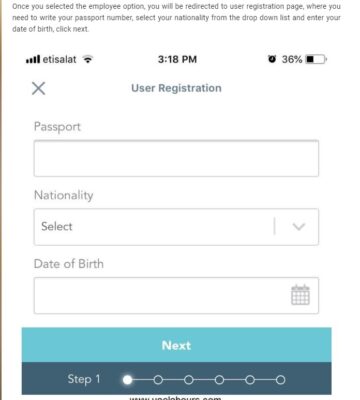 Once you selected the employee option, you will be redirected to user registration page, where you
need to write your passport number, select your nationality from the drop down list and enter your
date of birth, click next.
etisalat 3:18 PM 36%
User Registration
Passport
Nationality
Select
Date of Birth
Next
Step 1